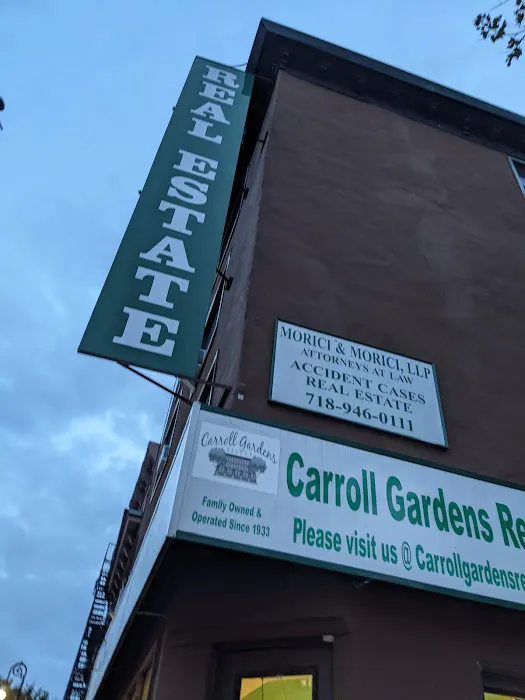 REAL ESTATE
MORICI & MORICI, LLP
ATTORNEYS AT LAW
ACCIDENT CASES
REAL ESTATE
718-946-0111
Carroll Gardens
Family Owned &
Operated Since 1933
Carroll Gardens Re
Please visit us @ Carrollgardensre